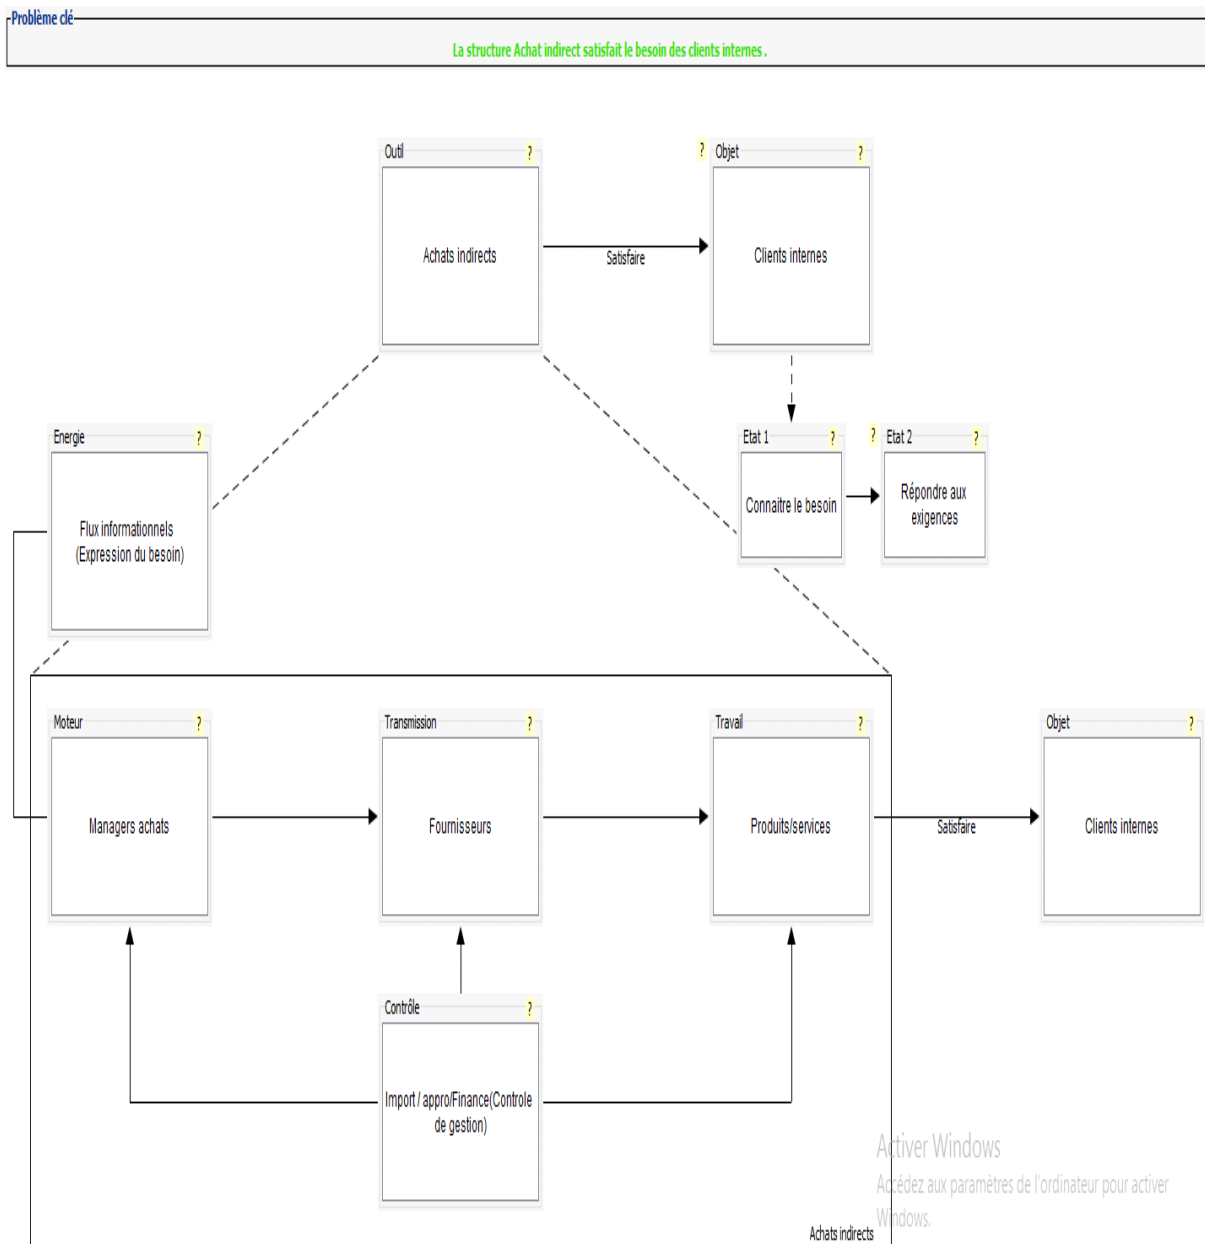 Problème clé
La structure Achat indirect satisfait le besoin des clients internes .
Outil ?
? Objet ?
Achats indirects
Satisfaire
Clients internes
Energie ?
Etat 1 ?
? Etat 2 ?
Flux informationnels
(Expression du besoin)
Connaitre le besoin
Répondre aux
exigences
Moteur ?
Transmission ?
Travail ?
Objet ?
Managers achats
Fournisseurs
Produits/services
Satisfaire
Clients internes
Contrôle ?
Import / appro/Finance(Controle
de gestion)
Activer Windows
Accédez aux paramètres de l'ordinateur pour activer
Windows.
Achats indirects